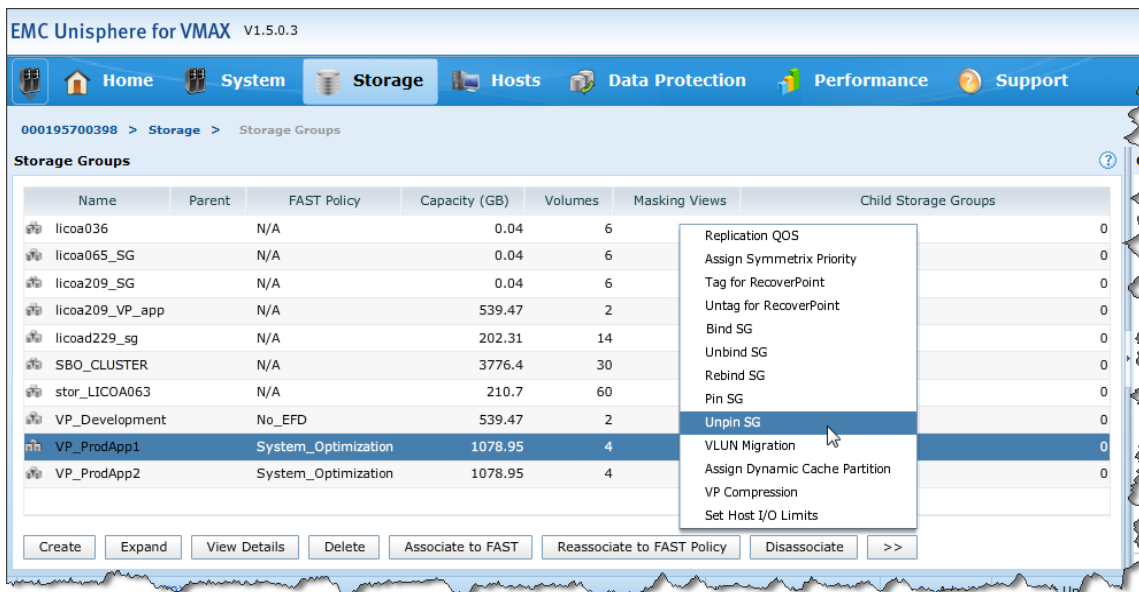 EMC Unisphere for VMAX V1.5.0.3
Home System Storage Hosts Data Protection Performance Support
000195700398 > Storage > Storage Groups
Storage Groups
Name Parent FAST Policy Capacity (GB) Volumes Masking Views Child Storage Groups
licoa036 N/A 0.04 6 0
licoa065_SG N/A 0.04 6 0
licoa209_SG N/A 0.04 6 0
licoa209_VP_app N/A 539.47 2 0
licoad229_sg N/A 202.31 14 0
SBO_CLUSTER N/A 3776.4 30 0
stor_LICOA063 N/A 210.7 60 0
VP_Development No_EFD 539.47 2 0
VP_ProdApp1 System_Optimization 1078.95 4 0
VP_ProdApp2 System_Optimization 1078.95 4 0
Replication QOS
Assign Symmetrix Priority
Tag for RecoverPoint
Untag for RecoverPoint
Bind SG
Unbind SG
Rebind SG
Pin SG
Unpin SG
VLUN Migration
Assign Dynamic Cache Partition
VP Compression
Set Host I/O Limits
Create Expand View Details Delete Associate to FAST Reassociate to FAST Policy Disassociate >>